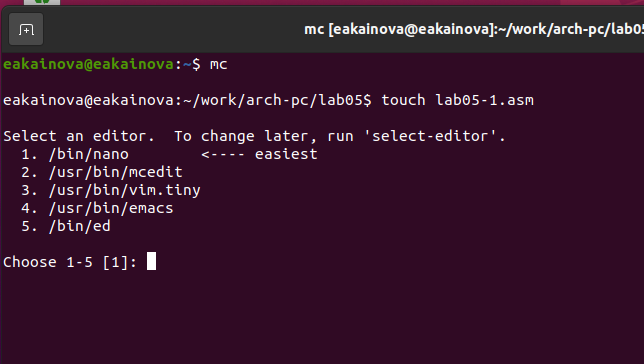 mc [eakainova@eakainova]:~/work/arch-pc/lab05
eakainova@eakainova:~$ mc
eakainova@eakainova:~/work/arch-pc/lab05$ touch lab05-1.asm
Select an editor.  To change later, run 'select-editor'.
  1. /bin/nano        <---- easiest
  2. /usr/bin/mcedit
  3. /usr/bin/vim.tiny
  4. /usr/bin/emacs
  5. /bin/ed
Choose 1-5 [1]: